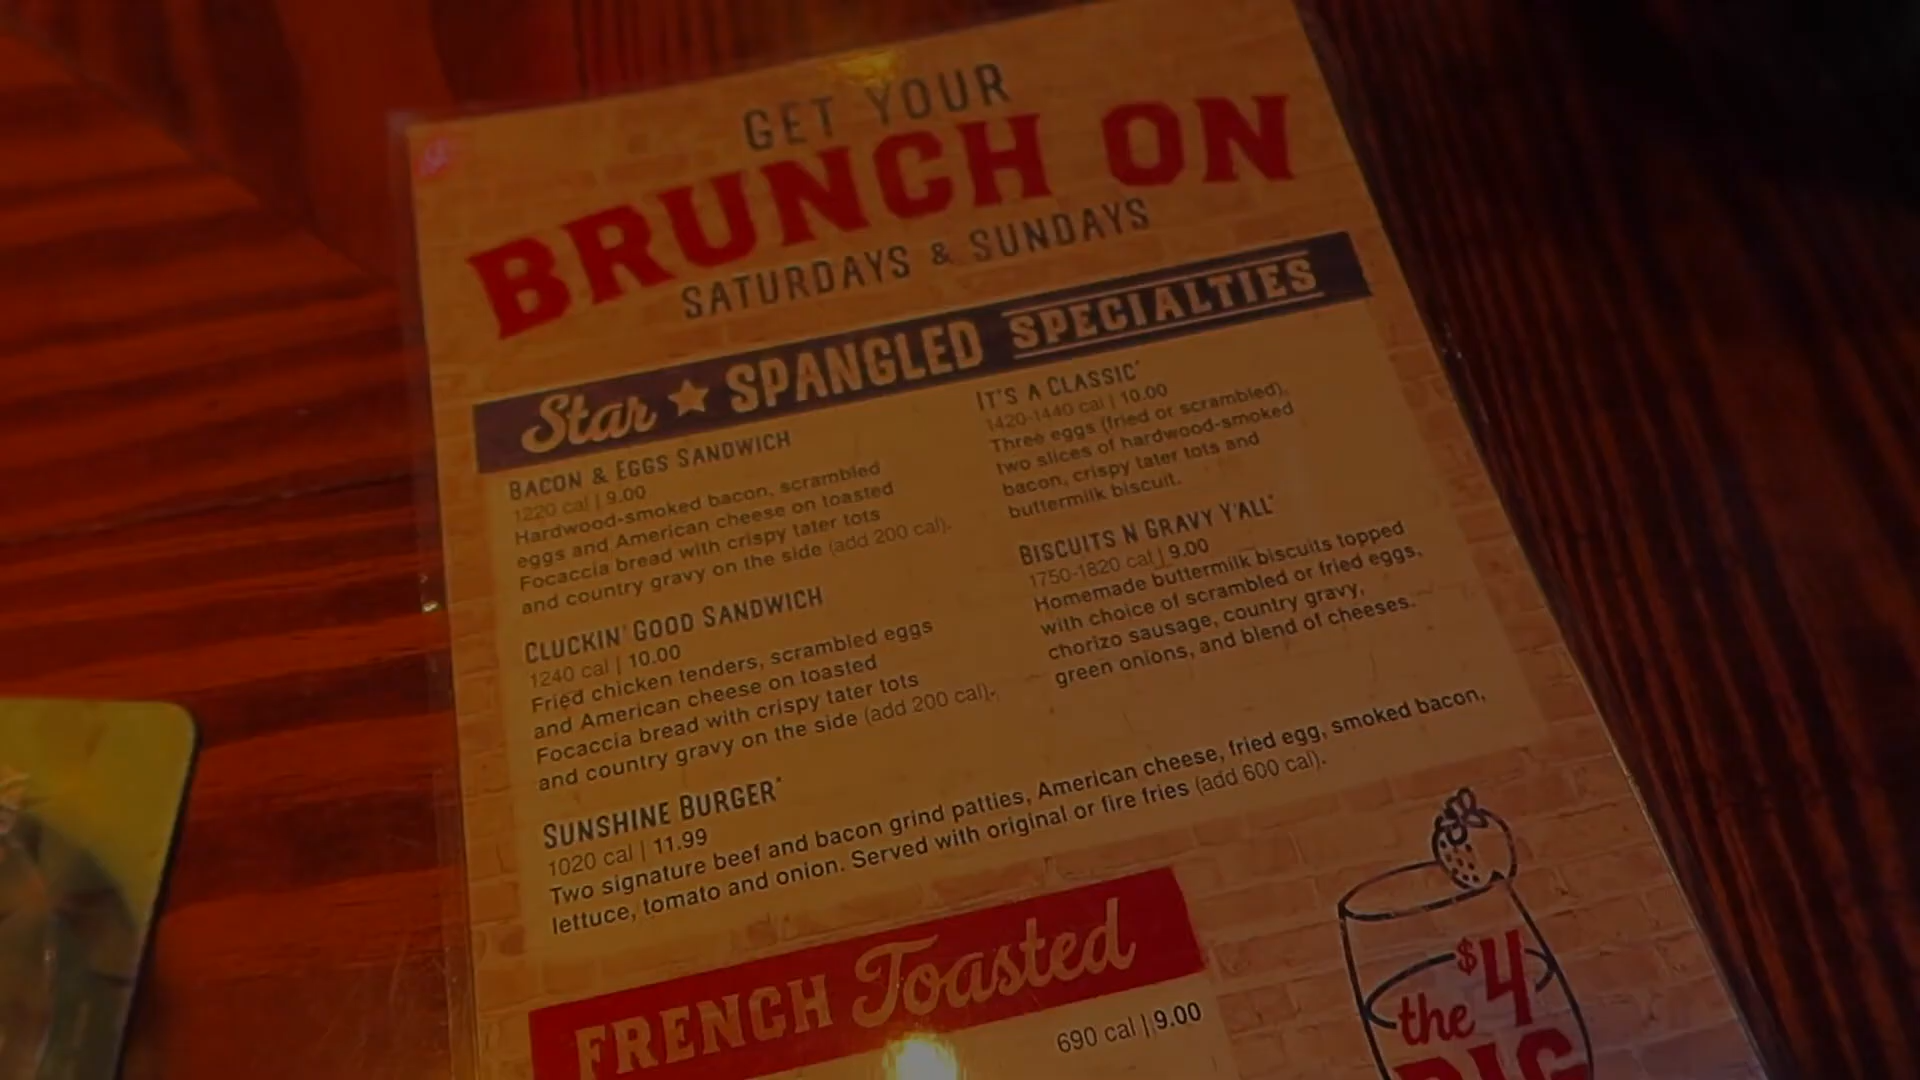 GET YOUR
BRUNCH ON
SATURDAYS & SUNDAYS
Star ★ SPANGLED SPECIALTIES
BACON & EGGS SANDWICH
1220 cal | 9.00
Hardwood-smoked bacon, scrambled
eggs and American cheese on toasted
Focaccia bread with crispy tater tots
and country gravy on the side (add 200 cal).
CLUCKIN' GOOD SANDWICH
1240 cal | 10.00
Fried chicken tenders, scrambled eggs
and American cheese on toasted
Focaccia bread with crispy tater tots
and country gravy on the side (add 200 cal).
IT'S A CLASSIC*
1420-1440 cal | 10.00
Three eggs (fried or scrambled),
two slices of hardwood-smoked
bacon, crispy tater tots and
buttermilk biscuit.
BISCUITS N GRAVY Y'ALL*
1750-1820 cal | 9.00
Homemade buttermilk biscuits topped
with choice of scrambled or fried eggs,
chorizo sausage, country gravy,
green onions, and blend of cheeses.
SUNSHINE BURGER*
1020 cal | 11.99
Two signature beef and bacon grind patties, American cheese, fried egg, smoked bacon,
lettuce, tomato and onion. Served with original or fire fries (add 600 cal).
FRENCH Toasted
690 cal | 9.00
$4
the
BIG